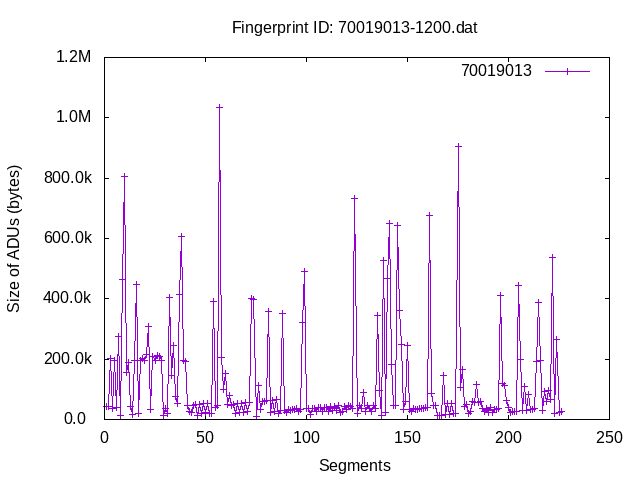 Fingerprint ID: 70019013-1200.dat
1.2M
70019013
1.0M
800.0k
600.0k
400.0k
200.0k
0.0
0 50 100 150 200 250
Size of ADUs (bytes)
Segments